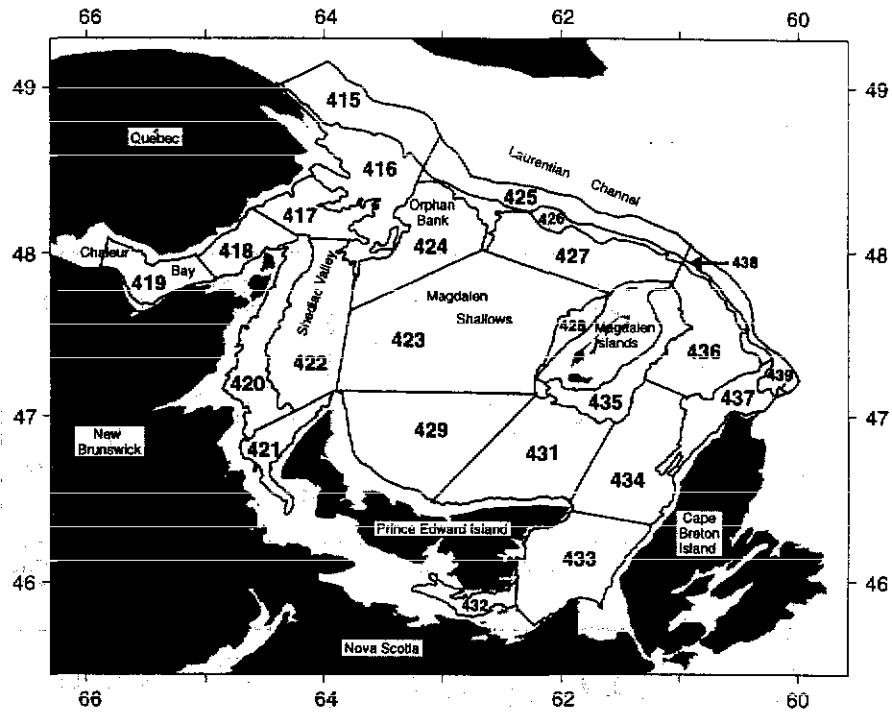 66 64 62 60
49 415 49
Québec
416
Laurentian
Channel
425
417
Orphan
Bank
426
48 418 424 427 48
Chaleur
Bay
419
438
Shediac Valley
Magdalen
Shallows
428
Magdalen
Islands
423
422
436
420
439
47 435 437 47
429
New
Brunswick
421
431
434
Prince Edward Island
Cape
Breton
Island
433
46 46
432
Nova Scotia
66 64 62 60